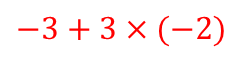 −3 + 3 × (−2)